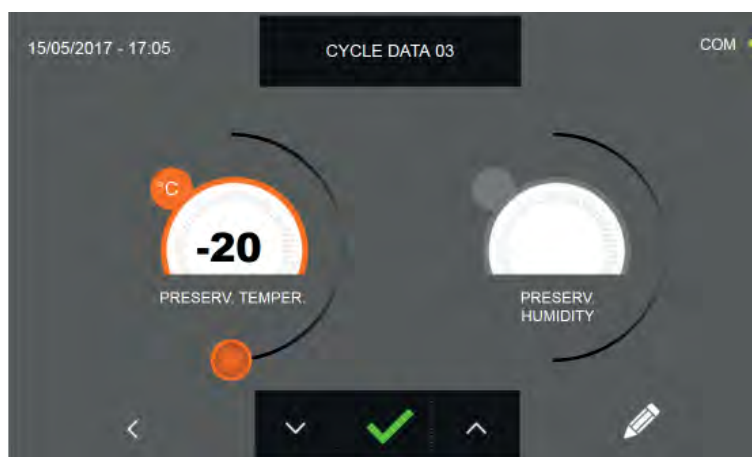 15/05/2017 - 17:05
CYCLE DATA 03
COM
°C
-20
PRESERV. TEMPER.
PRESERV.
HUMIDITY